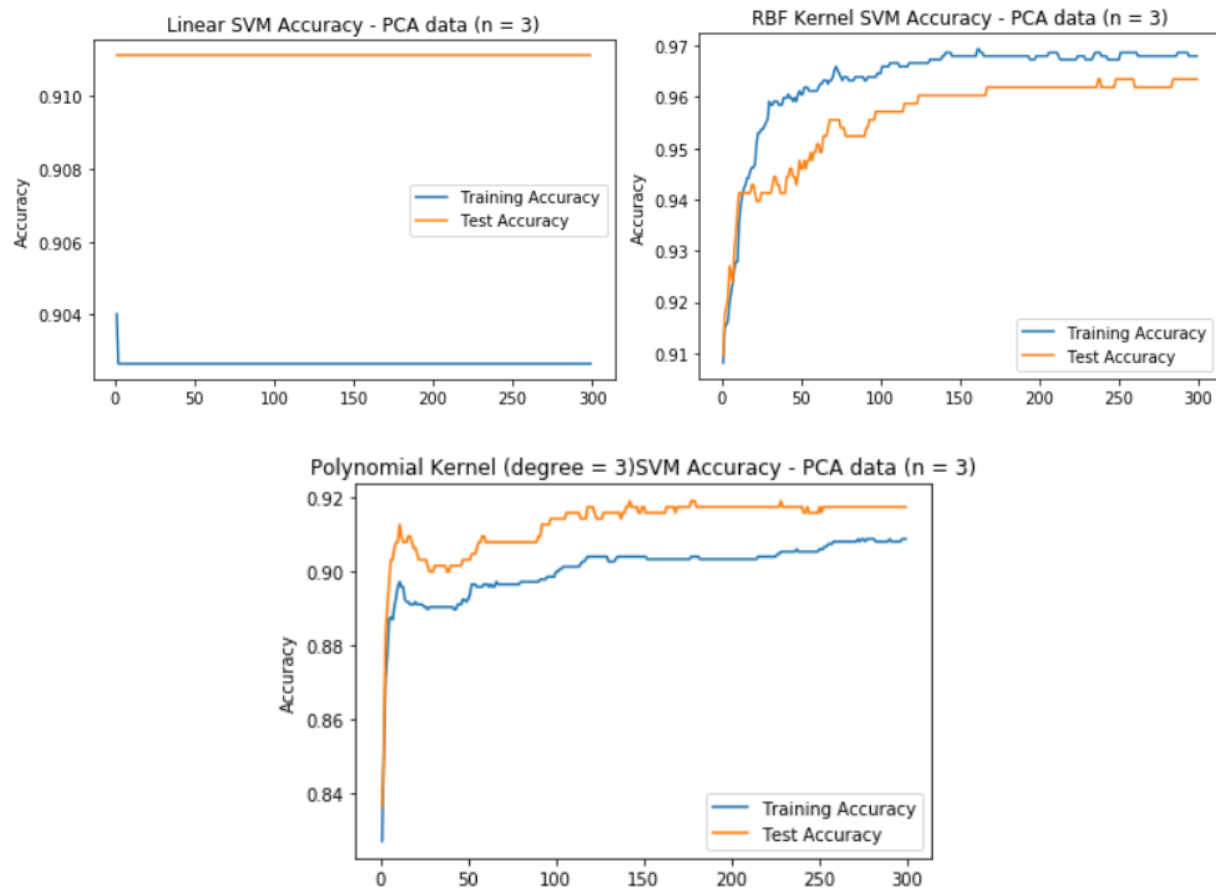 Linear SVM Accuracy - PCA data (n = 3)
Accuracy
0.910
0.908
0.906
0.904
Training Accuracy
Test Accuracy
0 50 100 150 200 250 300
RBF Kernel SVM Accuracy - PCA data (n = 3)
Accuracy
0.97
0.96
0.95
0.94
0.93
0.92
0.91
Training Accuracy
Test Accuracy
0 50 100 150 200 250 300
Polynomial Kernel (degree = 3)SVM Accuracy - PCA data (n = 3)
Accuracy
0.92
0.90
0.88
0.86
0.84
Training Accuracy
Test Accuracy
0 50 100 150 200 250 300